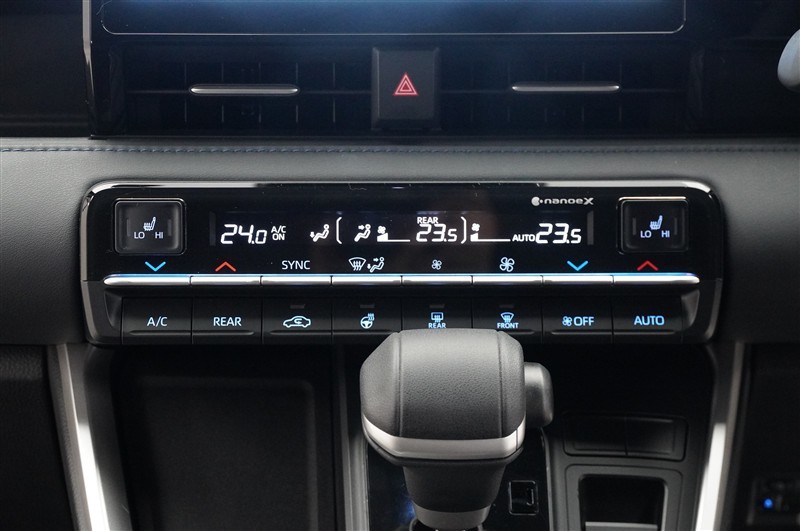 nanoeX
LO HI
24.0 A/C ON REAR 23.5 AUTO 23.5
LO HI
SYNC
A/C REAR REAR FRONT OFF AUTO